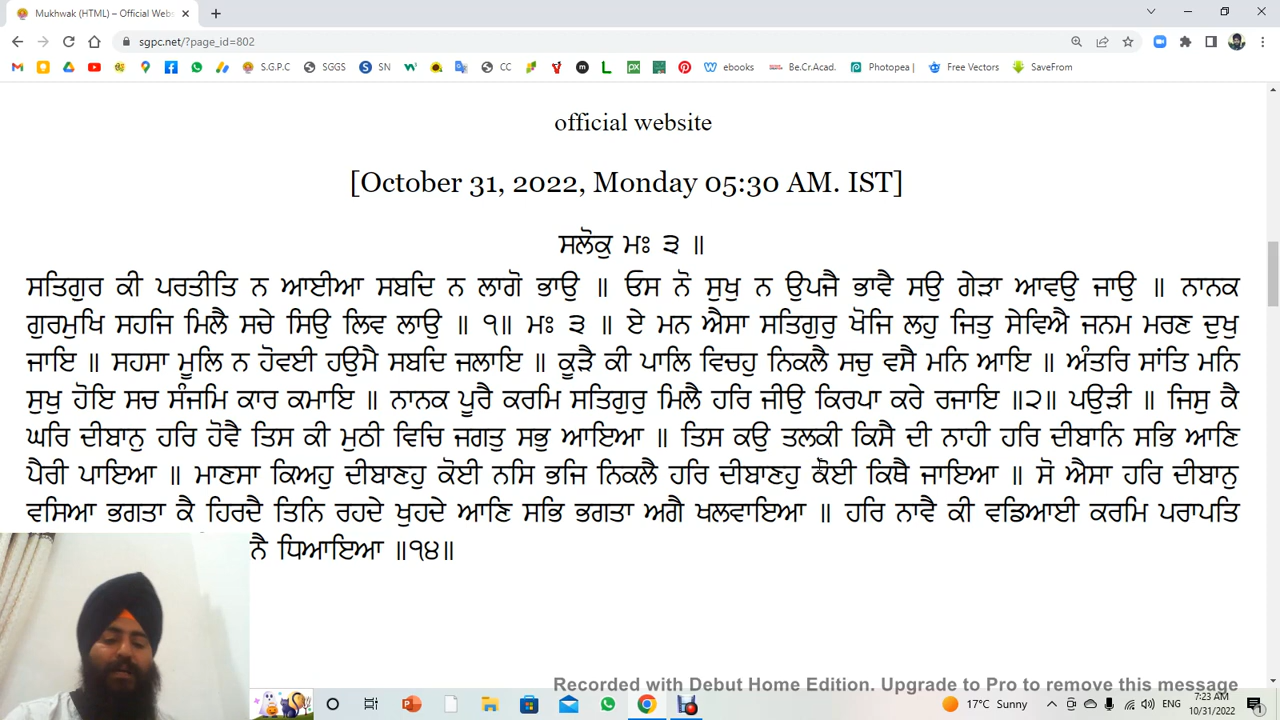 Mukhwak (HTML) – Official Webs
sgpc.net/?page_id=802
S.G.P.C SGGS SN CC ebooks Be.Cr.Acad. Photopea Free Vectors SaveFrom
official website
[October 31, 2022, Monday 05:30 AM. IST]
ਸਲੋਕੁ ਮਃ ੩ ॥
ਸਤਿਗੁਰ ਕੀ ਪਰਤੀਤਿ ਨ ਆਈਆ ਸਬਦਿ ਨ ਲਾਗੋ ਭਾਉ ॥ ਓਸ ਨੋ ਸੁਖੁ ਨ ਉਪਜੈ ਭਾਵੈ ਸਉ ਗੇੜਾ ਆਵਉ ਜਾਉ ॥ ਨਾਨਕ
ਗੁਰਮੁਖਿ ਸਹਜਿ ਮਿਲੈ ਸਚੇ ਸਿਉ ਲਿਵ ਲਾਉ ॥ ੧॥ ਮਃ ੩ ॥ ਏ ਮਨ ਐਸਾ ਸਤਿਗੁਰੁ ਖੋਜਿ ਲਹੁ ਜਿਤੁ ਸੇਵਿਐ ਜਨਮ ਮਰਣ ਦੁਖੁ
ਜਾਇ ॥ ਸਹਸਾ ਮੂਲਿ ਨ ਹੋਵਈ ਹਉਮੈ ਸਬਦਿ ਜਲਾਇ ॥ ਕੂੜੈ ਕੀ ਪਾਲਿ ਵਿਚਹੁ ਨਿਕਲੈ ਸਚੁ ਵਸੈ ਮਨਿ ਆਇ ॥ ਅੰਤਰਿ ਸਾਂਤਿ ਮਨਿ
ਸੁਖੁ ਹੋਇ ਸਚ ਸੰਜਮਿ ਕਾਰ ਕਮਾਇ ॥ ਨਾਨਕ ਪੂਰੈ ਕਰਮਿ ਸਤਿਗੁਰੁ ਮਿਲੈ ਹਰਿ ਜੀਉ ਕਿਰਪਾ ਕਰੇ ਰਜਾਇ ॥੨॥ ਪਉੜੀ ॥ ਜਿਸੁ ਕੈ
ਘਰਿ ਦੀਬਾਨੁ ਹਰਿ ਹੋਵੈ ਤਿਸ ਕੀ ਮੁਠੀ ਵਿਚਿ ਜਗਤੁ ਸਭੁ ਆਇਆ ॥ ਤਿਸ ਕਉ ਤਲਕੀ ਕਿਸੈ ਦੀ ਨਾਹੀ ਹਰਿ ਦੀਬਾਨਿ ਸਭਿ ਆਣਿ
ਪੈਰੀ ਪਾਇਆ ॥ ਮਾਣਸਾ ਕਿਅਹੁ ਦੀਬਾਣਹੁ ਕੋਈ ਨਸਿ ਭਜਿ ਨਿਕਲੈ ਹਰਿ ਦੀਬਾਣਹੁ ਕੋਈ ਕਿਥੈ ਜਾਇਆ ॥ ਸੋ ਐਸਾ ਹਰਿ ਦੀਬਾਨੁ
ਵਸਿਆ ਭਗਤਾ ਕੈ ਹਿਰਦੈ ਤਿਨਿ ਰਹਦੇ ਖੁਹਦੇ ਆਣਿ ਸਭਿ ਭਗਤਾ ਅਗੈ ਖਲਵਾਇਆ ॥ ਹਰਿ ਨਾਵੈ ਕੀ ਵਡਿਆਈ ਕਰਮਿ ਪਰਾਪਤਿ
ਨੈ ਧਿਆਇਆ ॥੧੪॥
Recorded with Debut Home Edition. Upgrade to Pro to remove this message
17°C Sunny
ENG
7:23 AM
10/31/2022